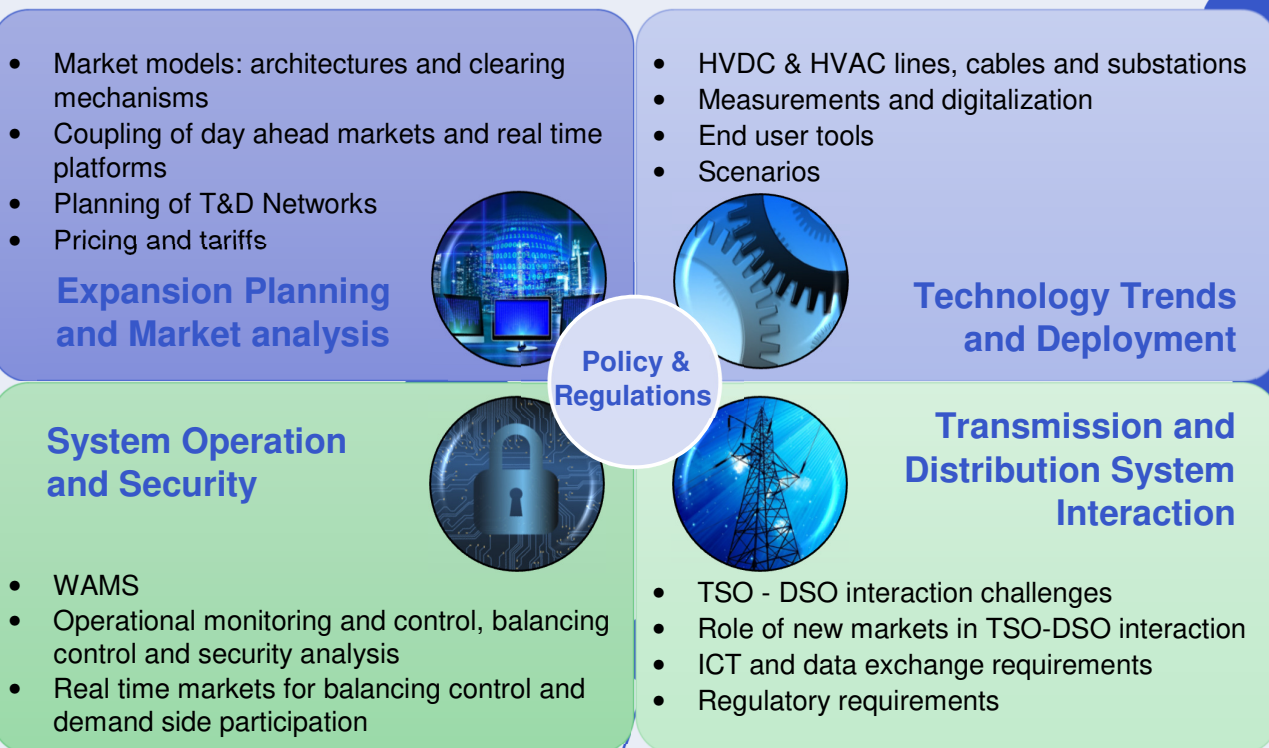 • Market models: architectures and clearing
mechanisms
• Coupling of day ahead markets and real time
platforms
• Planning of T&D Networks
• Pricing and tariffs
Expansion Planning
and Market analysis
• HVDC & HVAC lines, cables and substations
• Measurements and digitalization
• End user tools
• Scenarios
Technology Trends
and Deployment
Policy &
Regulations
System Operation
and Security
• WAMS
• Operational monitoring and control, balancing
control and security analysis
• Real time markets for balancing control and
demand side participation
Transmission and
Distribution System
Interaction
• TSO - DSO interaction challenges
• Role of new markets in TSO-DSO interaction
• ICT and data exchange requirements
• Regulatory requirements